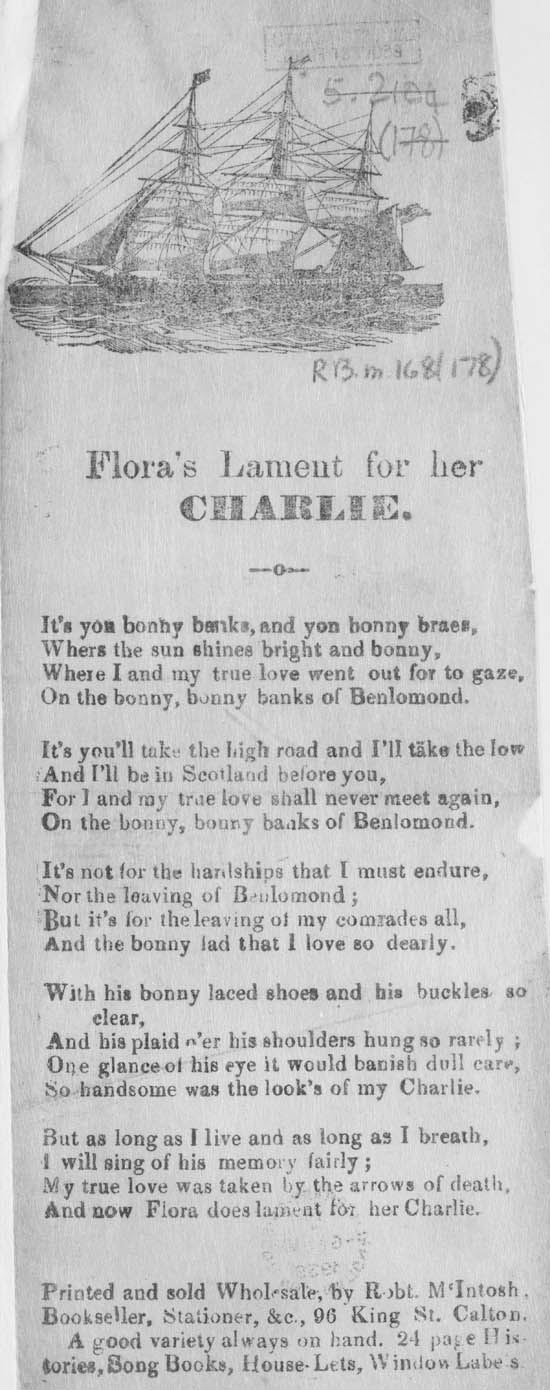 5.2104
(178)
R.B.m.168(178)
Flora's Lament for her
CHARLIE.
It's yon bonny banks, and yon bonny braes,
Whers the sun shines bright and bonny,
Where I and my true love went out for to gaze,
On the bonny, bonny banks of Benlomond.
It's you'll take the high road and I'll take the low
And I'll be in Scotland before you,
For I and my true love shall never meet again,
On the bonny, bonny banks of Benlomond.
It's not for the hardships that I must endure,
Nor the leaving of Benlomond;
But it's for the leaving of my comrades all,
And the bonny lad that I love so dearly.
With his bonny laced shoes and his buckles so
clear,
And his plaid o'er his shoulders hung so rarely;
One glance of his eye it would banish dull care,
So handsome was the look's of my Charlie.
But as long as I live and as long as I breath,
I will sing of his memory fairly;
My true love was taken by the arrows of death,
And now Flora does lament for her Charlie.
Printed and sold Wholesale, by Robt. M'Intosh,
Bookseller, Stationer, &c., 96 King St. Calton.
A good variety always on hand. 24 page His-
tories, Song Books, House-Lets, Window Labels